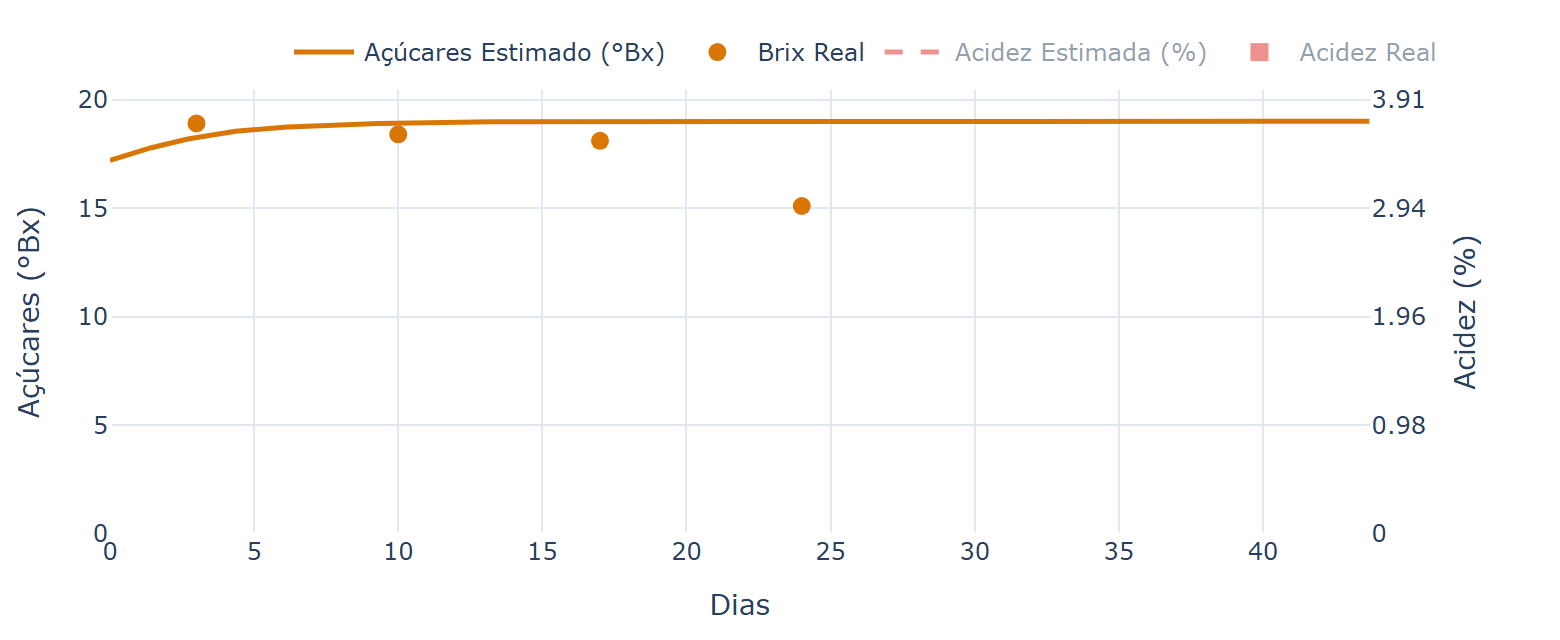 Açúcares Estimado (°Bx) Brix Real Acidez Estimada (%) Acidez Real
20
15
10
5
0
3.91
2.94
1.96
0.98
0
Açúcares (°Bx)
Acidez (%)
0 5 10 15 20 25 30 35 40
Dias